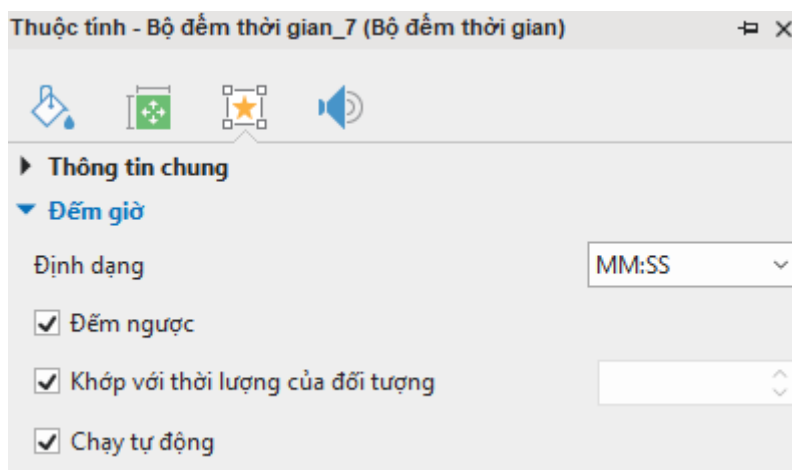 Thuộc tính - Bộ đếm thời gian_7 (Bộ đếm thời gian)
Thông tin chung
Đếm giờ
Định dạng MM:SS
Đếm ngược
Khớp với thời lượng của đối tượng
Chạy tự động